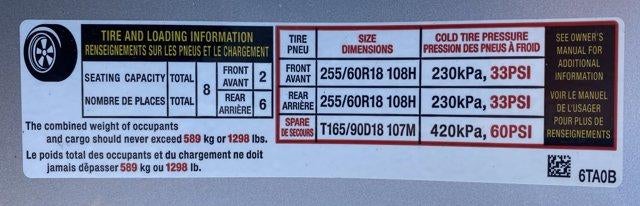 TIRE AND LOADING INFORMATION
RENSEIGNEMENTS SUR LES PNEUS ET LE CHARGEMENT
SEATING CAPACITY TOTAL 8 FRONT AVANT 2
NOMBRE DE PLACES TOTAL REAR ARRIÈRE 6
The combined weight of occupants
and cargo should never exceed 589 kg or 1298 lbs.
Le poids total des occupants et du chargement ne doit
jamais dépasser 589 kg ou 1298 lb.
TIRE PNEU SIZE DIMENSIONS COLD TIRE PRESSURE PRESSION DES PNEUS À FROID
FRONT AVANT 255/60R18 108H 230kPa, 33PSI
REAR ARRIÈRE 255/60R18 108H 230kPa, 33PSI
SPARE DE SECOURS T165/90D18 107M 420kPa, 60PSI
SEE OWNER'S
MANUAL FOR
ADDITIONAL
INFORMATION
VOIR LE MANUEL
DE L'USAGER
POUR PLUS DE
RENSEIGNEMENTS
6TA0B